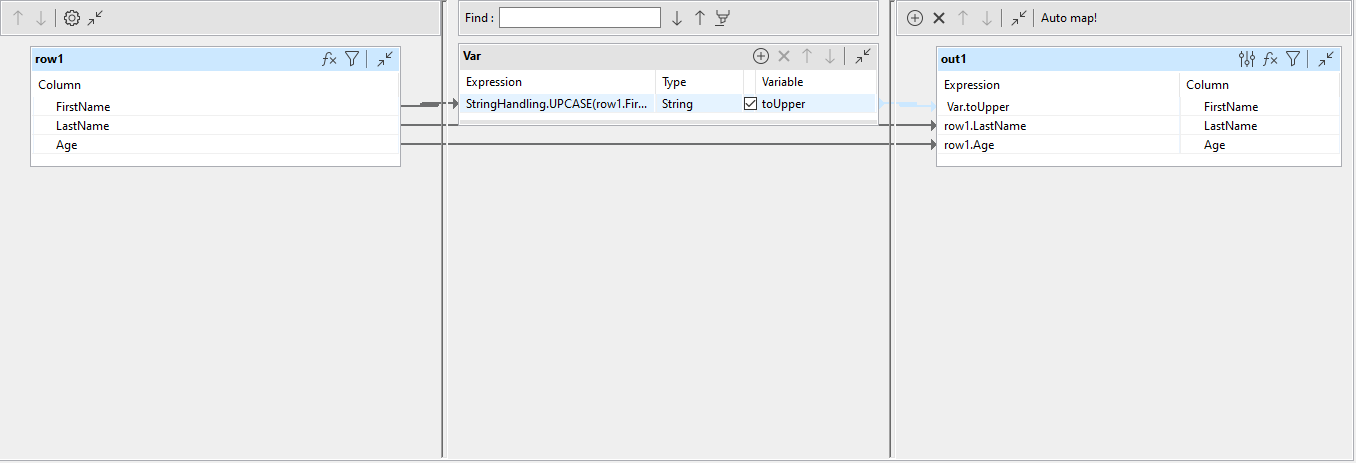 Find :
Auto map!
row1
Column
FirstName
LastName
Age
Var
Expression Type Variable
StringHandling.UPCASE(row1.Fir... String toUpper
out1
Expression Column
Var.toUpper FirstName
row1.LastName LastName
row1.Age Age